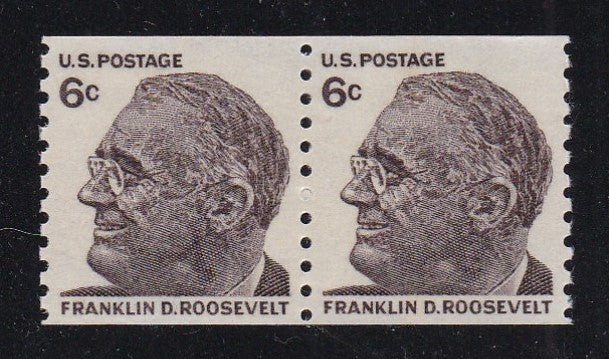 U.S. POSTAGE
6c
FRANKLIN D. ROOSEVELT
U.S. POSTAGE
6c
FRANKLIN D. ROOSEVELT